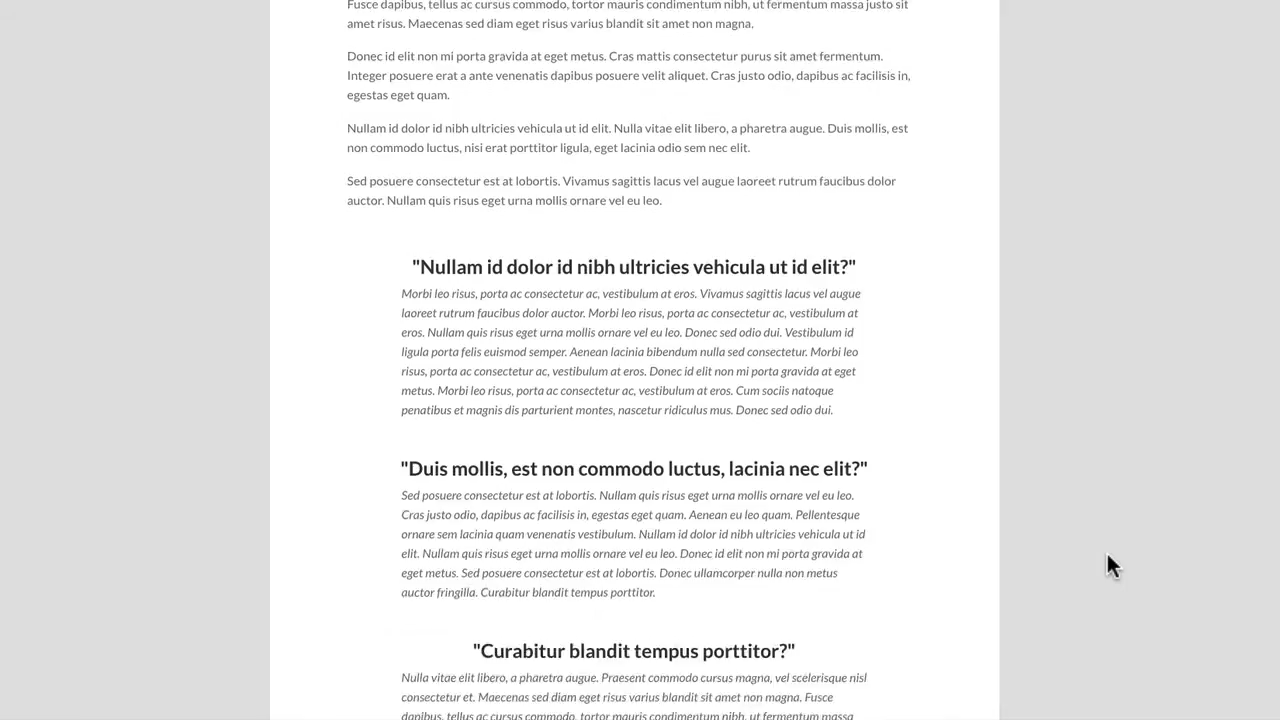 Fusce dapibus, tellus ac cursus commodo, tortor mauris condimentum nibh, ut fermentum massa justo sit
amet risus. Maecenas sed diam eget risus varius blandit sit amet non magna.
Donec id elit non mi porta gravida at eget metus. Cras mattis consectetur purus sit amet fermentum.
Integer posuere erat a ante venenatis dapibus posuere velit aliquet. Cras justo odio, dapibus ac facilisis in,
egestas eget quam.
Nullam id dolor id nibh ultricies vehicula ut id elit. Nulla vitae elit libero, a pharetra augue. Duis mollis, est
non commodo luctus, nisi erat porttitor ligula, eget lacinia odio sem nec elit.
Sed posuere consectetur est at lobortis. Vivamus sagittis lacus vel augue laoreet rutrum faucibus dolor
auctor. Nullam quis risus eget urna mollis ornare vel eu leo.
"Nullam id dolor id nibh ultricies vehicula ut id elit?"
Morbi leo risus, porta ac consectetur ac, vestibulum at eros. Vivamus sagittis lacus vel augue
laoreet rutrum faucibus dolor auctor. Morbi leo risus, porta ac consectetur ac, vestibulum at
eros. Nullam quis risus eget urna mollis ornare vel eu leo. Donec sed odio dui. Vestibulum id
ligula porta felis euismod semper. Aenean lacinia bibendum nulla sed consectetur. Morbi leo
risus, porta ac consectetur ac, vestibulum at eros. Donec id elit non mi porta gravida at eget
metus. Morbi leo risus, porta ac consectetur ac, vestibulum at eros. Cum sociis natoque
penatibus et magnis dis parturient montes, nascetur ridiculus mus. Donec sed odio dui.
"Duis mollis, est non commodo luctus, lacinia nec elit?"
Sed posuere consectetur est at lobortis. Nullam quis risus eget urna mollis ornare vel eu leo.
Cras justo odio, dapibus ac facilisis in, egestas eget quam. Aenean eu leo quam. Pellentesque
ornare sem lacinia quam venenatis vestibulum. Nullam id dolor id nibh ultricies vehicula ut id
elit. Nullam quis risus eget urna mollis ornare vel eu leo. Donec id elit non mi porta gravida at
eget metus. Sed posuere consectetur est at lobortis. Donec ullamcorper nulla non metus
auctor fringilla. Curabitur blandit tempus porttitor.
"Curabitur blandit tempus porttitor?"
Nulla vitae elit libero, a pharetra augue. Praesent commodo cursus magna, vel scelerisque nisl
consectetur et. Maecenas sed diam eget risus varius blandit sit amet non magna. Fusce
dapibus, tellus ac cursus commodo, tortor mauris condimentum nibh, ut fermentum massa